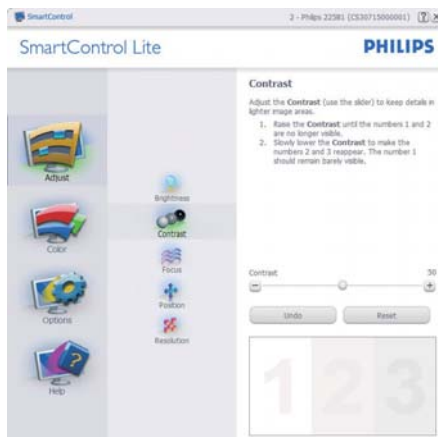 SmartControl
2 - Philips 225B1 (CS30715000001)
SmartControl Lite
PHILIPS
Adjust
Color
Options
Help
Brightness
Contrast
Focus
Position
Resolution
Contrast
Adjust the Contrast (use the slider) to keep details in
lighter image areas.
1. Raise the Contrast until the numbers 1 and 2
are no longer visible.
2. Slowly lower the Contrast to make the
numbers 2 and 3 reappear. The number 1
should remain barely visible.
Contrast 50
Undo
Reset
1 2 3